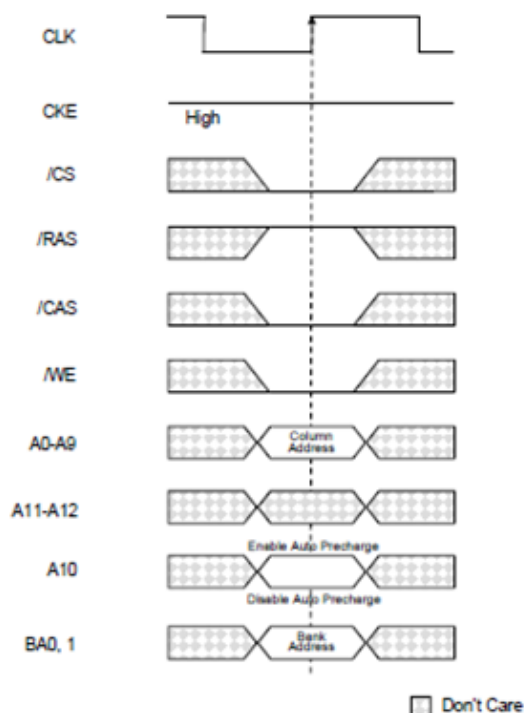 CLK
CKE
High
/CS
/RAS
/CAS
/WE
A0-A9
Column
Address
A11-A12
Enable Auto Precharge
A10
Disable Auto Precharge
BA0, 1
Bank
Address
Don't Care